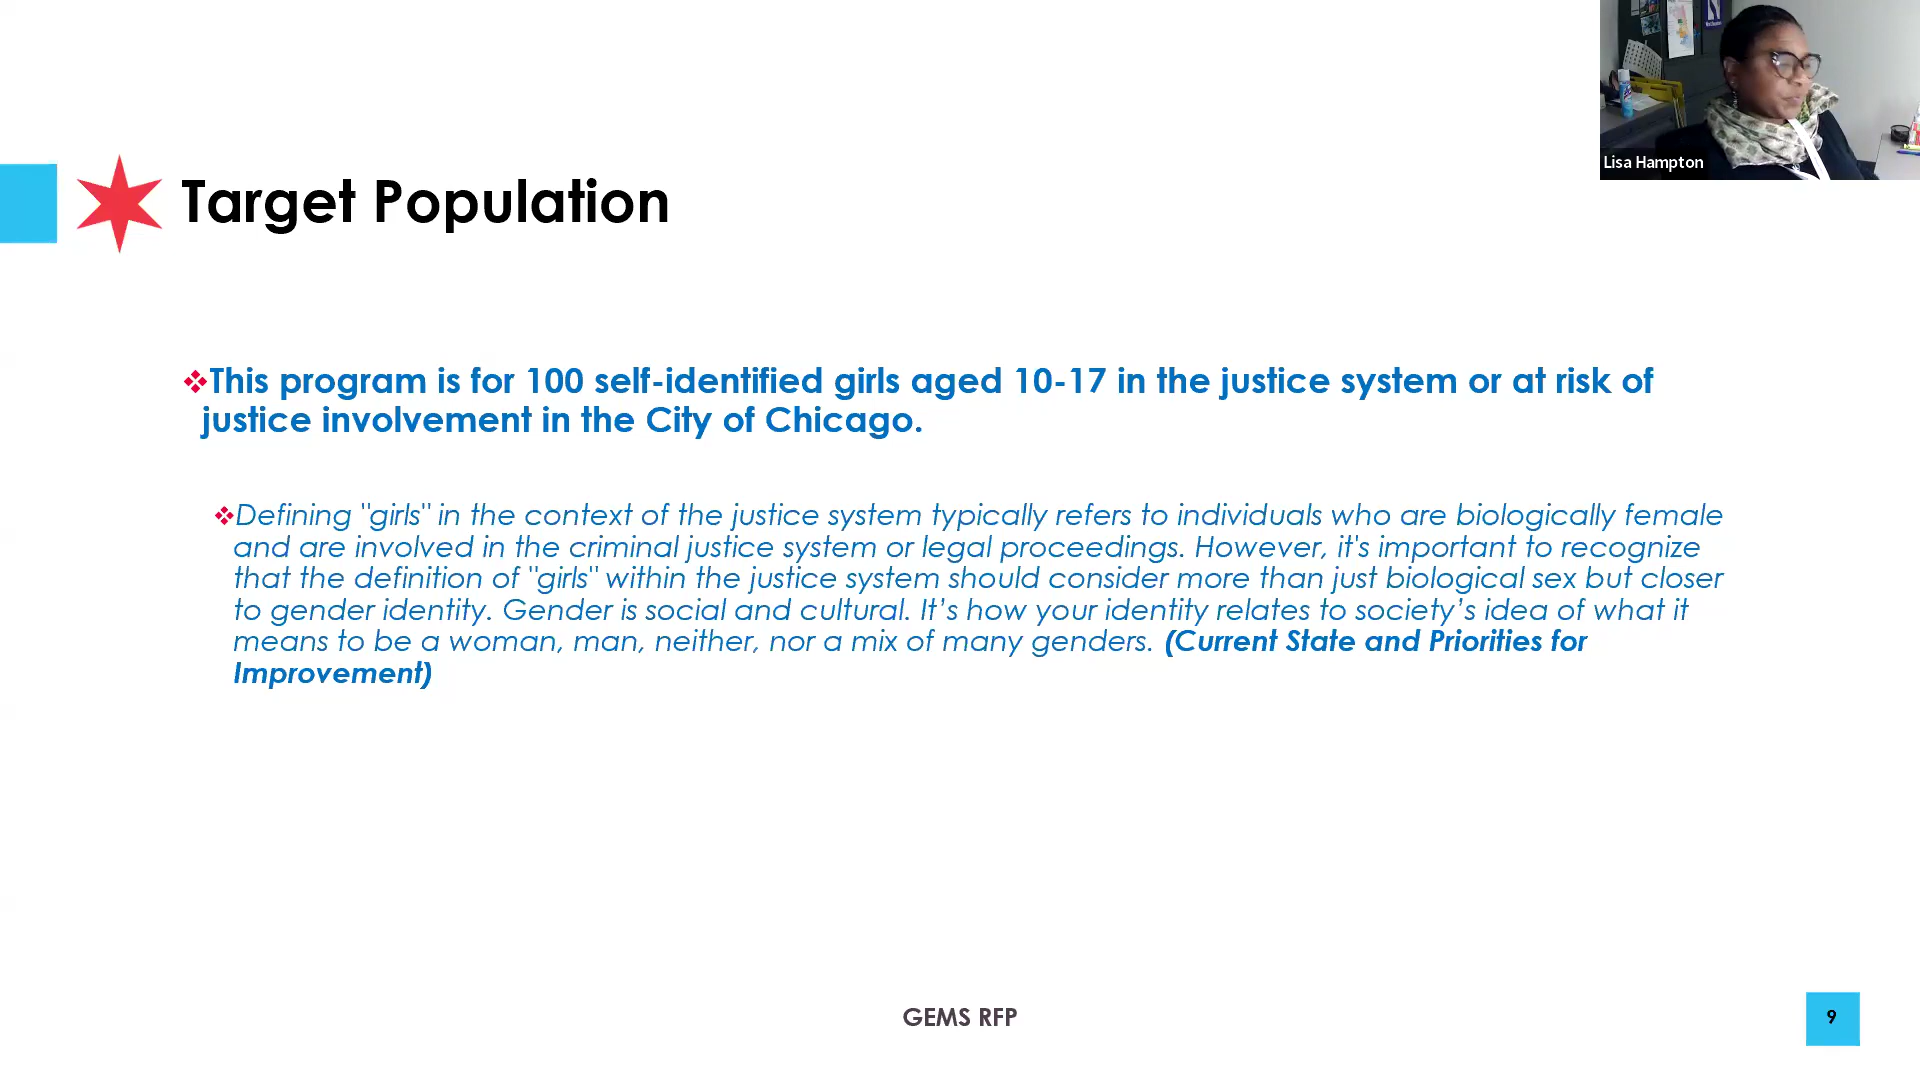 Lisa Hampton
Target Population
❖This program is for 100 self-identified girls aged 10-17 in the justice system or at risk of
justice involvement in the City of Chicago.
❖Defining "girls" in the context of the justice system typically refers to individuals who are biologically female
and are involved in the criminal justice system or legal proceedings. However, it's important to recognize
that the definition of "girls" within the justice system should consider more than just biological sex but closer
to gender identity. Gender is social and cultural. It’s how your identity relates to society’s idea of what it
means to be a woman, man, neither, nor a mix of many genders. (Current State and Priorities for
Improvement)
GEMS RFP
9